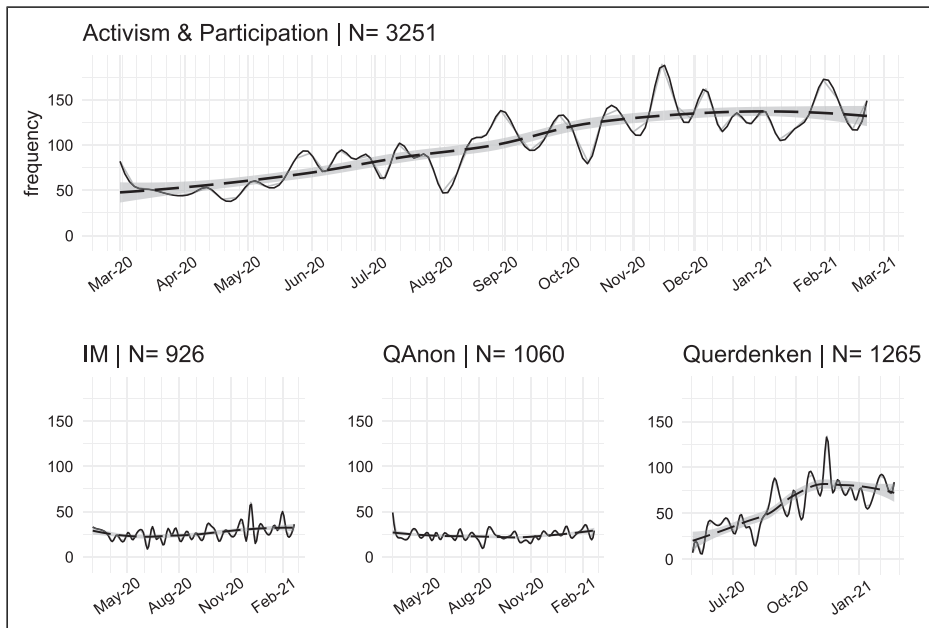 Activism & Participation | N= 3251
frequency
150
100
50
0
Mar-20 Apr-20 May-20 Jun-20 Jul-20 Aug-20 Sep-20 Oct-20 Nov-20 Dec-20 Jan-21 Feb-21 Mar-21
IM | N= 926 QAnon | N= 1060 Querdenken | N= 1265
150 150 150
100 100 100
50 50 50
0 0 0
May-20 Aug-20 Nov-20 Feb-21 May-20 Aug-20 Nov-20 Feb-21 Jul-20 Oct-20 Jan-21